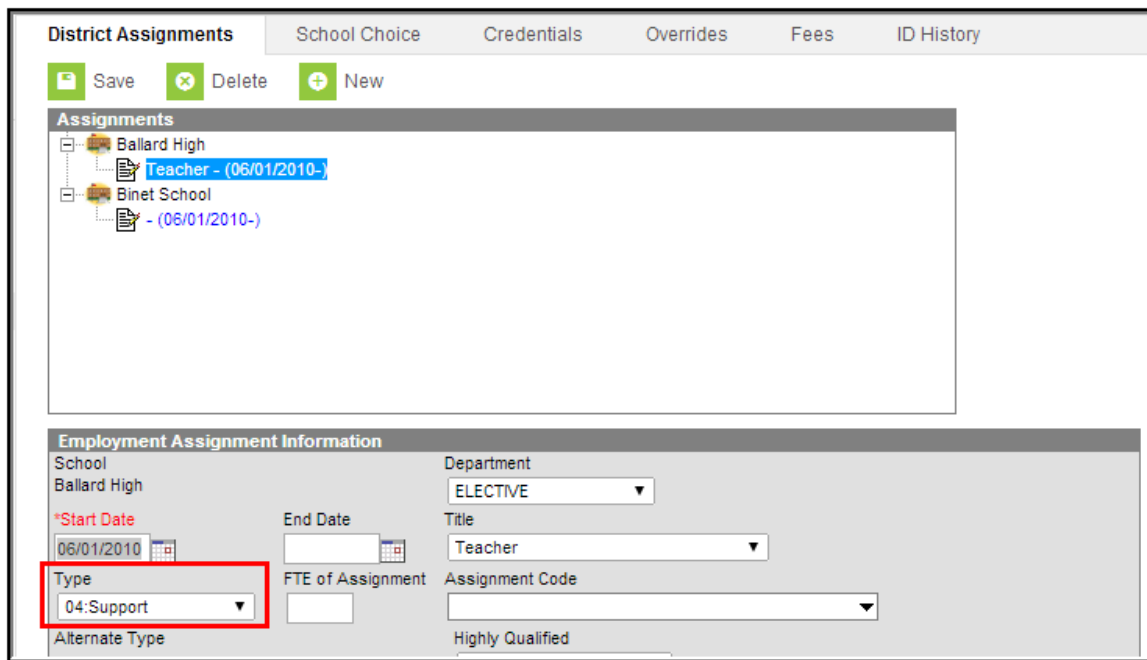 District Assignments School Choice Credentials Overrides Fees ID History
Save Delete New
Assignments
Ballard High
Teacher - (06/01/2010-)
Binet School
- (06/01/2010-)
Employment Assignment Information
School Department
Ballard High ELECTIVE
*Start Date End Date Title
06/01/2010 Teacher
Type FTE of Assignment Assignment Code
04:Support
Alternate Type Highly Qualified